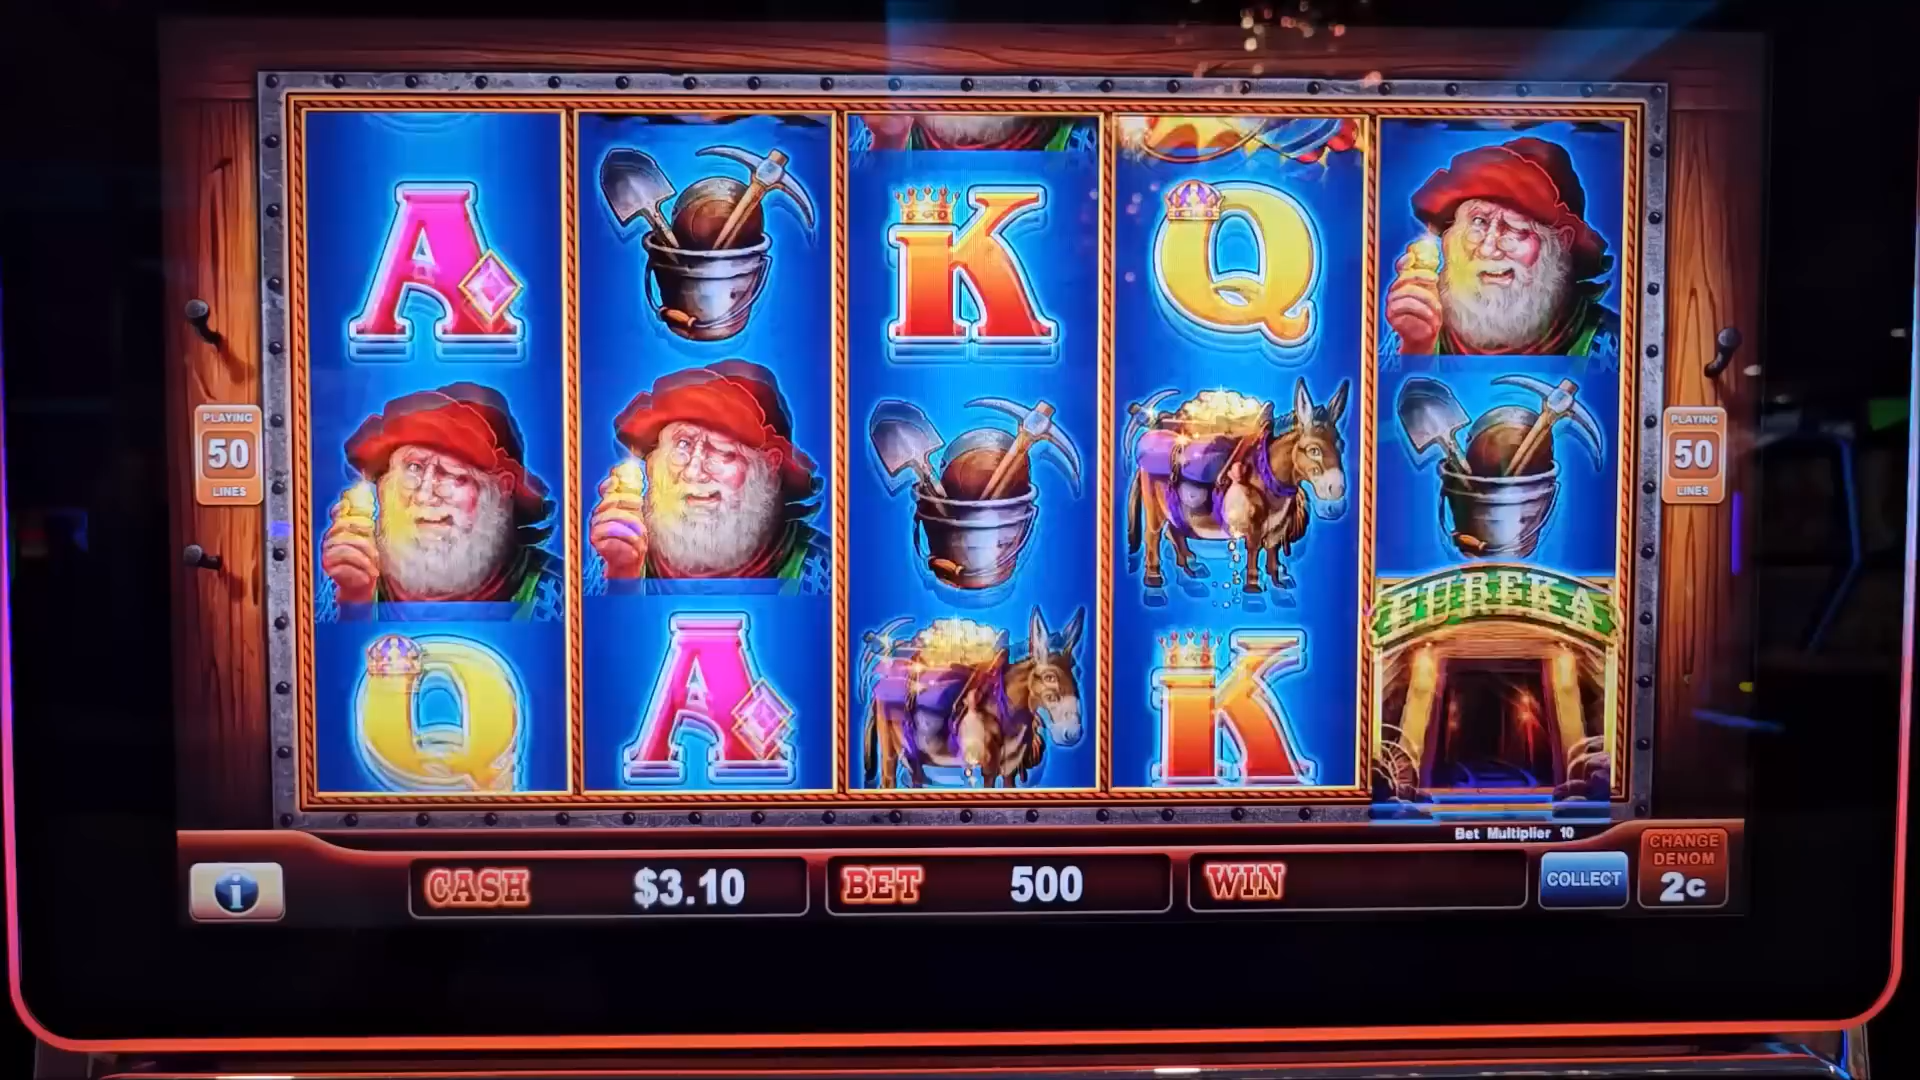 A
K
Q
PLAYING
50
LINES
PLAYING
50
LINES
Q
A
K
EUREKA
Bet Multiplier 10
i
CASH $3.10
BET 500
WIN
COLLECT
CHANGE
DENOM
2c